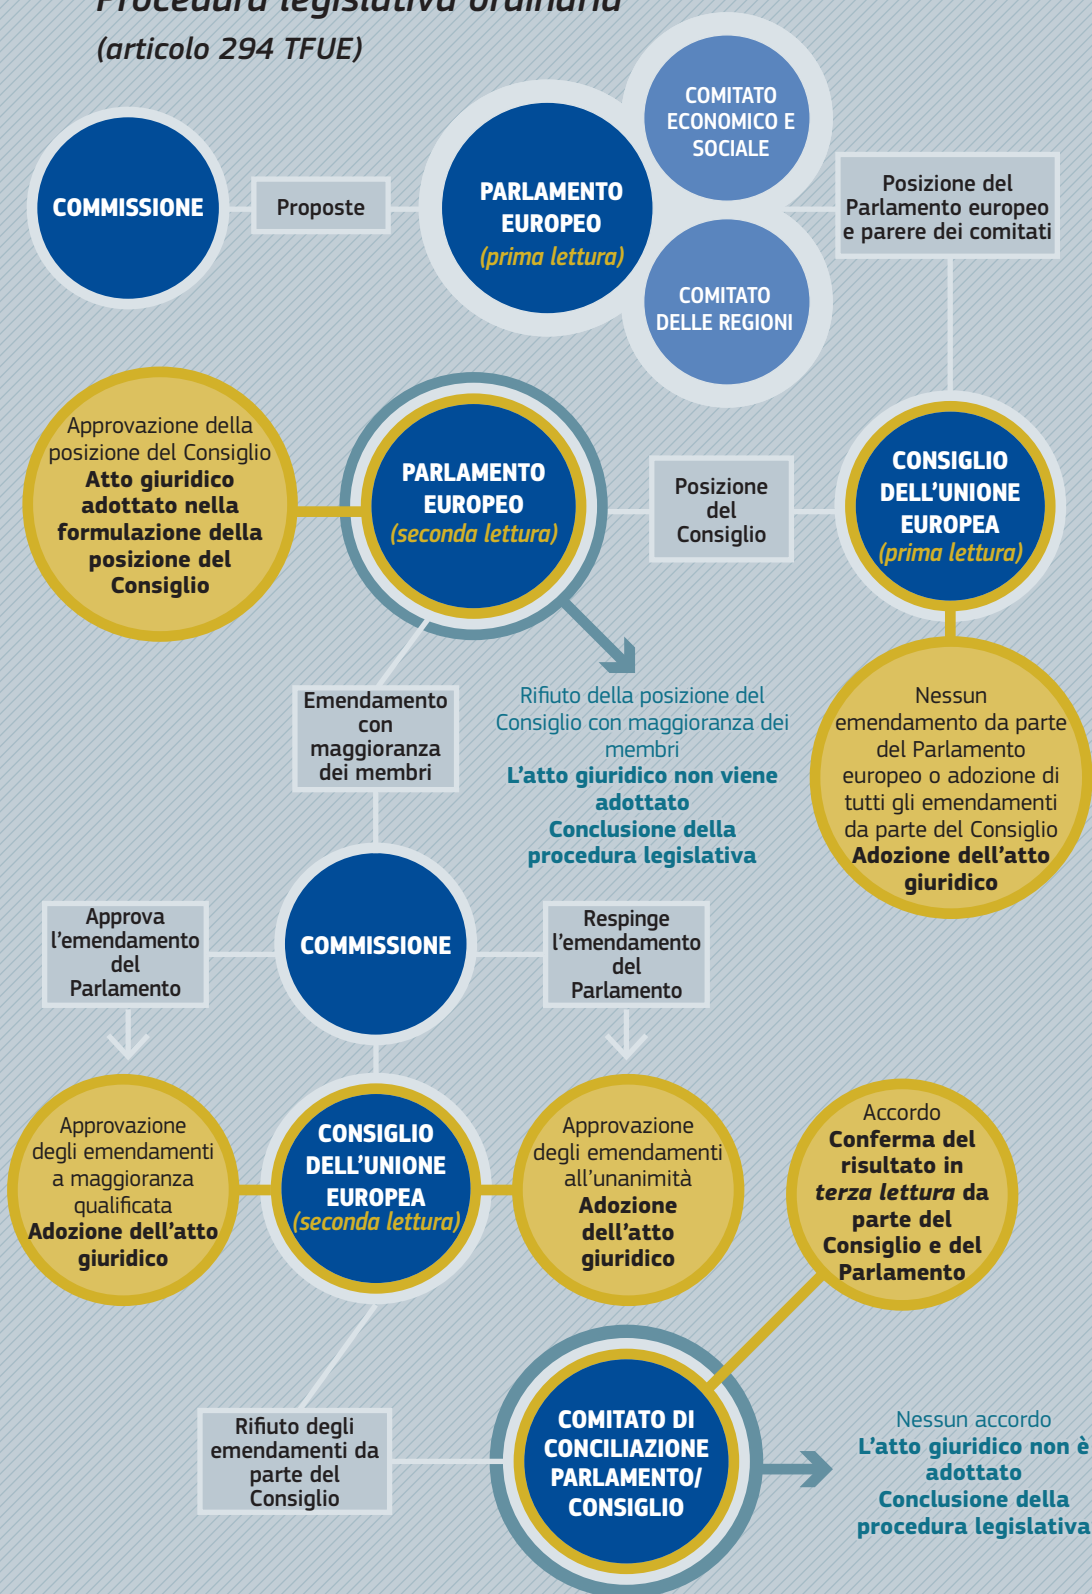 Procedura legislativa ordinaria
(articolo 294 TFUE)
COMMISSIONE
Proposte
PARLAMENTO
EUROPEO
(prima lettura)
COMITATO
ECONOMICO E
SOCIALE
COMITATO
DELLE REGIONI
Posizione del
Parlamento europeo
e parere dei comitati
Approvazione della
posizione del Consiglio
Atto giuridico
adottato nella
formulazione della
posizione del
Consiglio
PARLAMENTO
EUROPEO
(seconda lettura)
Posizione
del
Consiglio
CONSIGLIO
DELL'UNIONE
EUROPEA
(prima lettura)
Emendamento
con
maggioranza
dei membri
Rifiuto della posizione del
Consiglio con maggioranza dei
membri
L'atto giuridico non viene
adottato
Conclusione della
procedura legislativa
Nessun
emendamento da parte
del Parlamento
europeo o adozione di
tutti gli emendamenti
da parte del Consiglio
Adozione dell'atto
giuridico
Approva
l'emendamento
del
Parlamento
COMMISSIONE
Respinge
l'emendamento
del
Parlamento
Approvazione
degli emendamenti
a maggioranza
qualificata
Adozione dell'atto
giuridico
CONSIGLIO
DELL'UNIONE
EUROPEA
(seconda lettura)
Approvazione
degli emendamenti
all'unanimità
Adozione
dell'atto
giuridico
Accordo
Conferma del
risultato in
terza lettura da
parte del
Consiglio e del
Parlamento
Rifiuto degli
emendamenti da
parte del
Consiglio
COMITATO DI
CONCILIAZIONE
PARLAMENTO/
CONSIGLIO
Nessun accordo
L'atto giuridico non è
adottato
Conclusione della
procedura legislativa